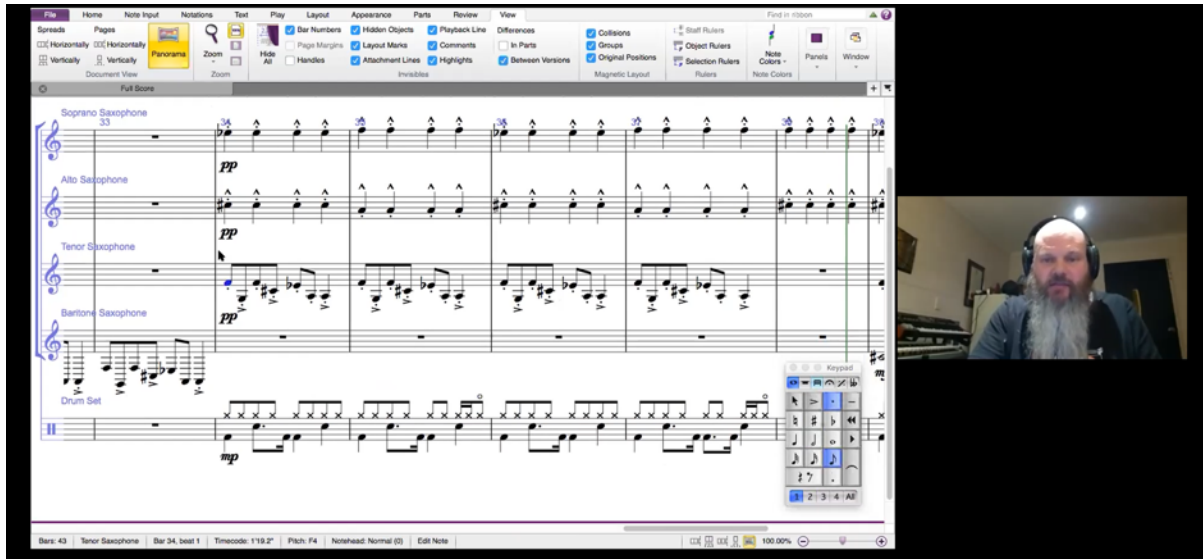 File Home Note Input Notations Text Play Layout Appearance Parts Review View Find in ribbon
Spreads Pages
Horizontally Horizontally
Vertically Vertically
Panorama
Document View
Zoom
Zoom
Hide All
Bar Numbers Hidden Objects Playback Line
Page Margins Layout Marks Comments
Handles Attachment Lines Highlights
Invisibles
Differences
In Parts
Between Versions
Collisions
Groups
Original Positions
Magnetic Layout
Staff Rulers
Object Rulers
Selection Rulers
Rulers
Note Colors
Note Colors
Panels
Window
Full Score
Soprano Saxophone
33
pp
Alto Saxophone
pp
Tenor Saxophone
pp
Baritone Saxophone
Drum Set
mp
Keypad
1 2 3 4 All
Bars: 43 Tenor Saxophone Bar 34, beat 1 Timecode: 1'19.2" Pitch: F4 Notehead: Normal (0) Edit Note 100.00%